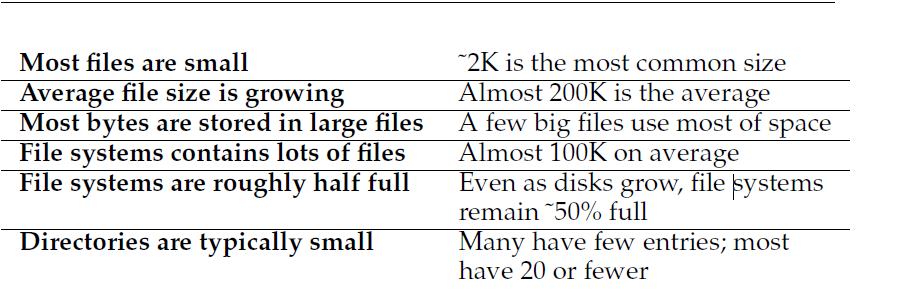 Most files are small ˜2K is the most common size
Average file size is growing Almost 200K is the average
Most bytes are stored in large files A few big files use most of space
File systems contains lots of files Almost 100K on average
File systems are roughly half full Even as disks grow, file systems
remain ˜50% full
Directories are typically small Many have few entries; most
have 20 or fewer